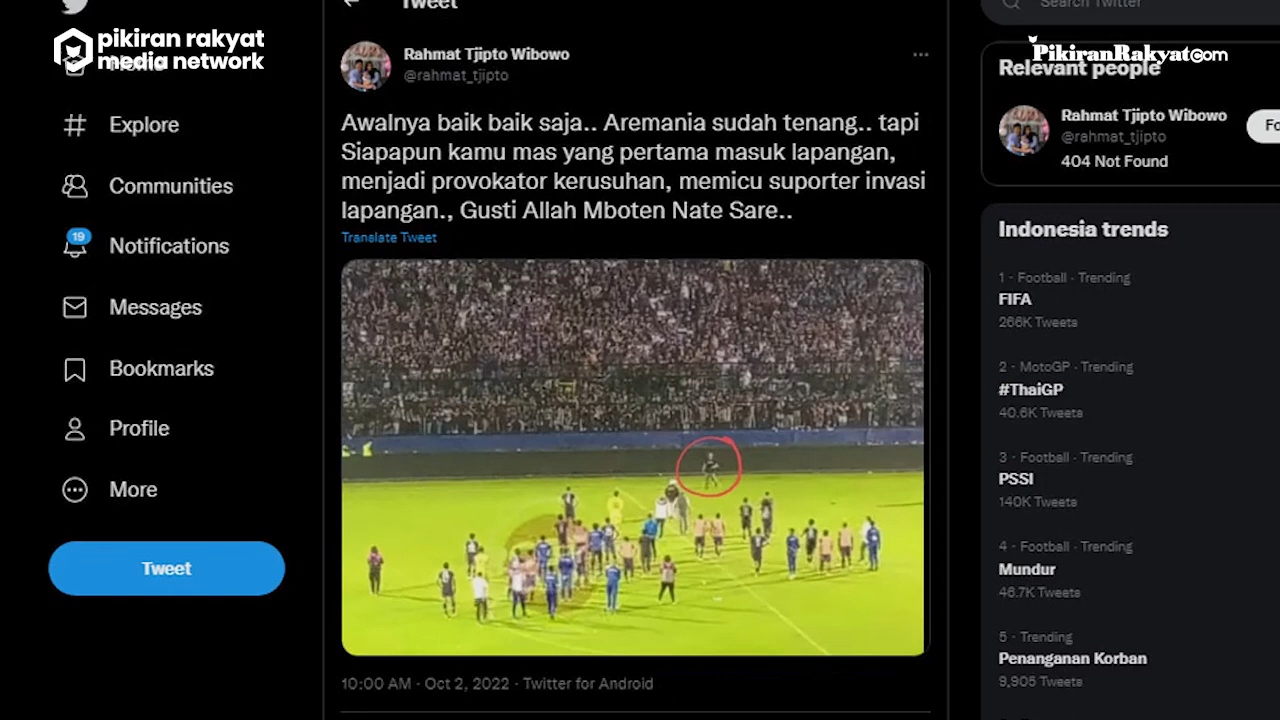 Tweet
Search Twitter
pikiran rakyat
media network
PikiranRakyat.com
Rahmat Tjipto Wibowo
@rahmat_tjipto
Awalnya baik baik saja.. Aremania sudah tenang.. tapi
Siapapun kamu mas yang pertama masuk lapangan,
menjadi provokator kerusuhan, memicu suporter invasi
lapangan., Gusti Allah Mboten Nate Sare..
Translate Tweet
10:00 AM · Oct 2, 2022 · Twitter for Android
Explore
Communities
19
Notifications
Messages
Bookmarks
Profile
More
Tweet
Relevant people
Rahmat Tjipto Wibowo
@rahmat_tjipto
404 Not Found
Fo
Indonesia trends
1 · Football · Trending
FIFA
266K Tweets
2 · MotoGP · Trending
#ThaiGP
40.6K Tweets
3 · Football · Trending
PSSI
140K Tweets
4 · Football · Trending
Mundur
46.7K Tweets
5 · Trending
Penanganan Korban
9,905 Tweets